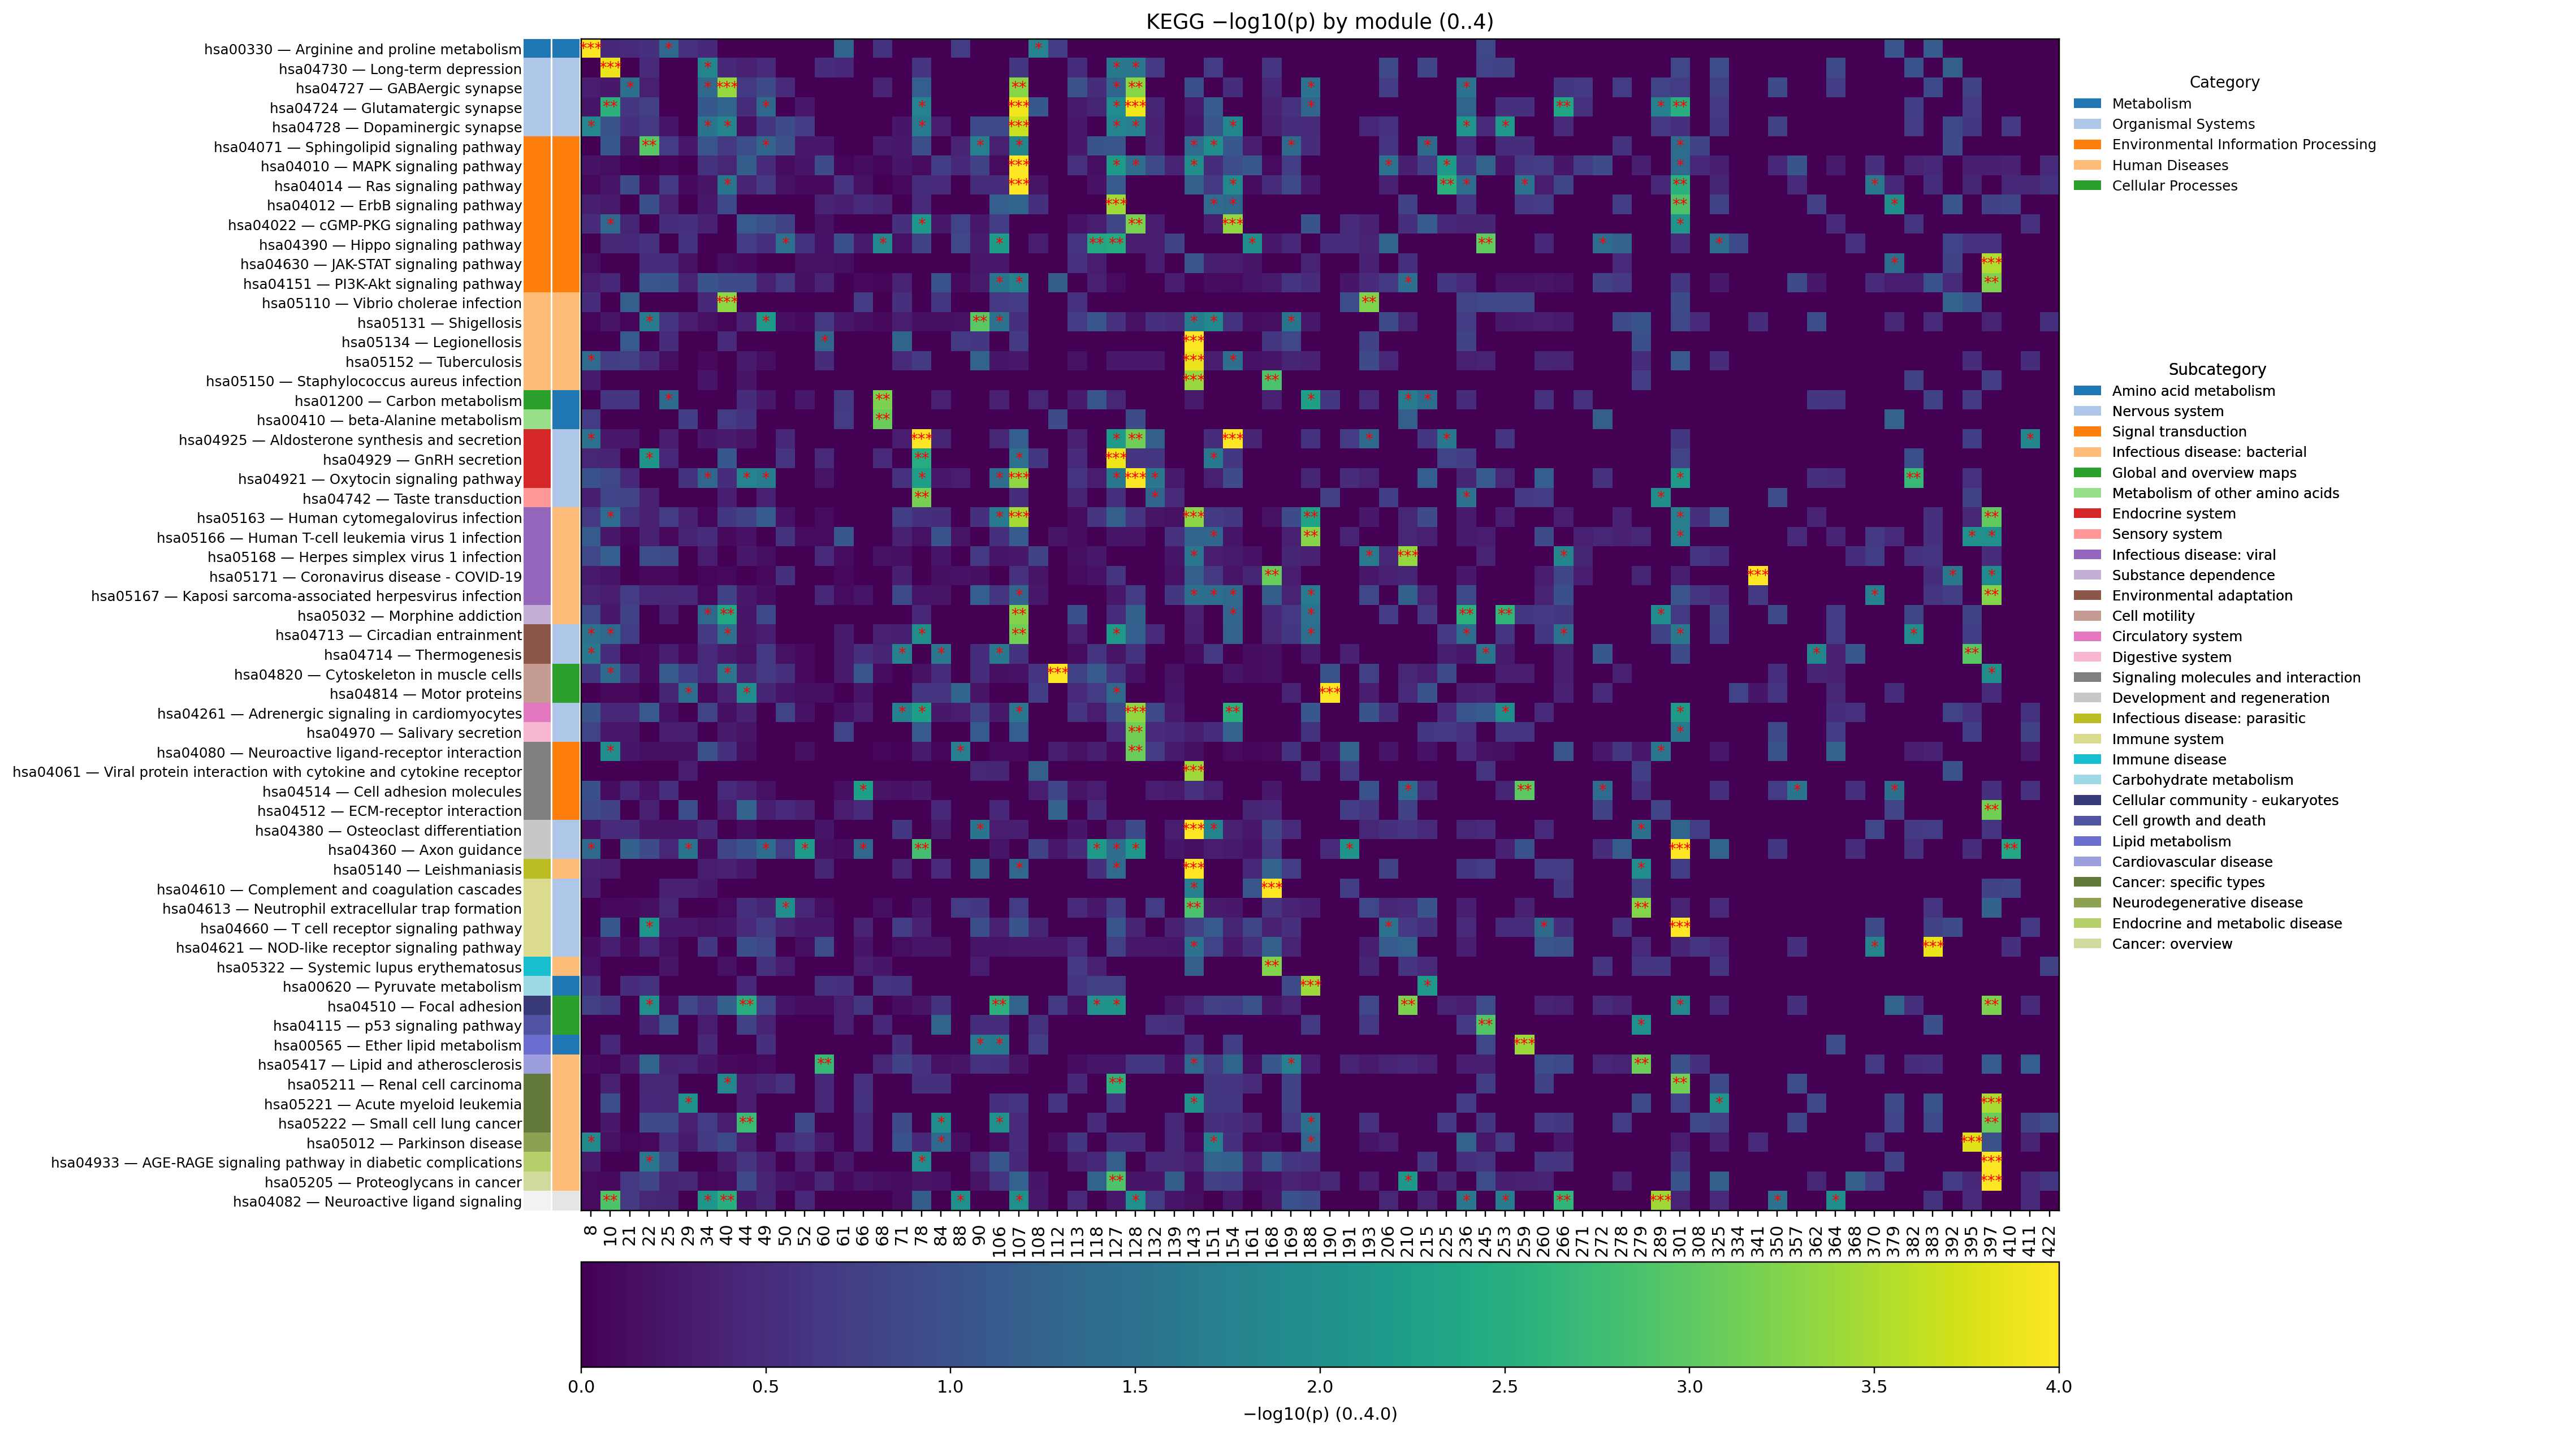 KEGG −log10(p) by module (0..4)
hsa00330 — Arginine and proline metabolism
hsa04730 — Long-term depression
hsa04727 — GABAergic synapse
hsa04724 — Glutamatergic synapse
hsa04728 — Dopaminergic synapse
hsa04071 — Sphingolipid signaling pathway
hsa04010 — MAPK signaling pathway
hsa04014 — Ras signaling pathway
hsa04012 — ErbB signaling pathway
hsa04022 — cGMP-PKG signaling pathway
hsa04390 — Hippo signaling pathway
hsa04630 — JAK-STAT signaling pathway
hsa04151 — PI3K-Akt signaling pathway
hsa05110 — Vibrio cholerae infection
hsa05131 — Shigellosis
hsa05134 — Legionellosis
hsa05152 — Tuberculosis
hsa05150 — Staphylococcus aureus infection
hsa01200 — Carbon metabolism
hsa00410 — beta-Alanine metabolism
hsa04925 — Aldosterone synthesis and secretion
hsa04929 — GnRH secretion
hsa04921 — Oxytocin signaling pathway
hsa04742 — Taste transduction
hsa05163 — Human cytomegalovirus infection
hsa05166 — Human T-cell leukemia virus 1 infection
hsa05168 — Herpes simplex virus 1 infection
hsa05171 — Coronavirus disease - COVID-19
hsa05167 — Kaposi sarcoma-associated herpesvirus infection
hsa05032 — Morphine addiction
hsa04713 — Circadian entrainment
hsa04714 — Thermogenesis
hsa04820 — Cytoskeleton in muscle cells
hsa04814 — Motor proteins
hsa04261 — Adrenergic signaling in cardiomyocytes
hsa04970 — Salivary secretion
hsa04080 — Neuroactive ligand-receptor interaction
hsa04061 — Viral protein interaction with cytokine and cytokine receptor
hsa04514 — Cell adhesion molecules
hsa04512 — ECM-receptor interaction
hsa04380 — Osteoclast differentiation
hsa04360 — Axon guidance
hsa05140 — Leishmaniasis
hsa04610 — Complement and coagulation cascades
hsa04613 — Neutrophil extracellular trap formation
hsa04660 — T cell receptor signaling pathway
hsa04621 — NOD-like receptor signaling pathway
hsa05322 — Systemic lupus erythematosus
hsa00620 — Pyruvate metabolism
hsa04510 — Focal adhesion
hsa04115 — p53 signaling pathway
hsa00565 — Ether lipid metabolism
hsa05417 — Lipid and atherosclerosis
hsa05211 — Renal cell carcinoma
hsa05221 — Acute myeloid leukemia
hsa05222 — Small cell lung cancer
hsa05012 — Parkinson disease
hsa04933 — AGE-RAGE signaling pathway in diabetic complications
hsa05205 — Proteoglycans in cancer
hsa04082 — Neuroactive ligand signaling
8 10 21 22 25 29 34 40 44 49 50 52 60 61 66 68 71 78 84 88 90 106 107 108 112 113 118 127 128 132 139 143 151 154 161 168 169 188 190 191 193 206 210 215 225 236 245 259 260 266 271 272 278 279 289 301 308 325 334 341 350 357 362 364 368 370 379 382 383 392 395 397 410 411 422
0.0 0.5 1.0 1.5 2.0 2.5 3.0 3.5 4.0
−log10(p) (0..4.0)
Category
Metabolism
Organismal Systems
Environmental Information Processing
Human Diseases
Cellular Processes
Subcategory
Amino acid metabolism
Nervous system
Signal transduction
Infectious disease: bacterial
Global and overview maps
Metabolism of other amino acids
Endocrine system
Sensory system
Infectious disease: viral
Substance dependence
Environmental adaptation
Cell motility
Circulatory system
Digestive system
Signaling molecules and interaction
Development and regeneration
Infectious disease: parasitic
Immune system
Immune disease
Carbohydrate metabolism
Cellular community - eukaryotes
Cell growth and death
Lipid metabolism
Cardiovascular disease
Cancer: specific types
Neurodegenerative disease
Endocrine and metabolic disease
Cancer: overview